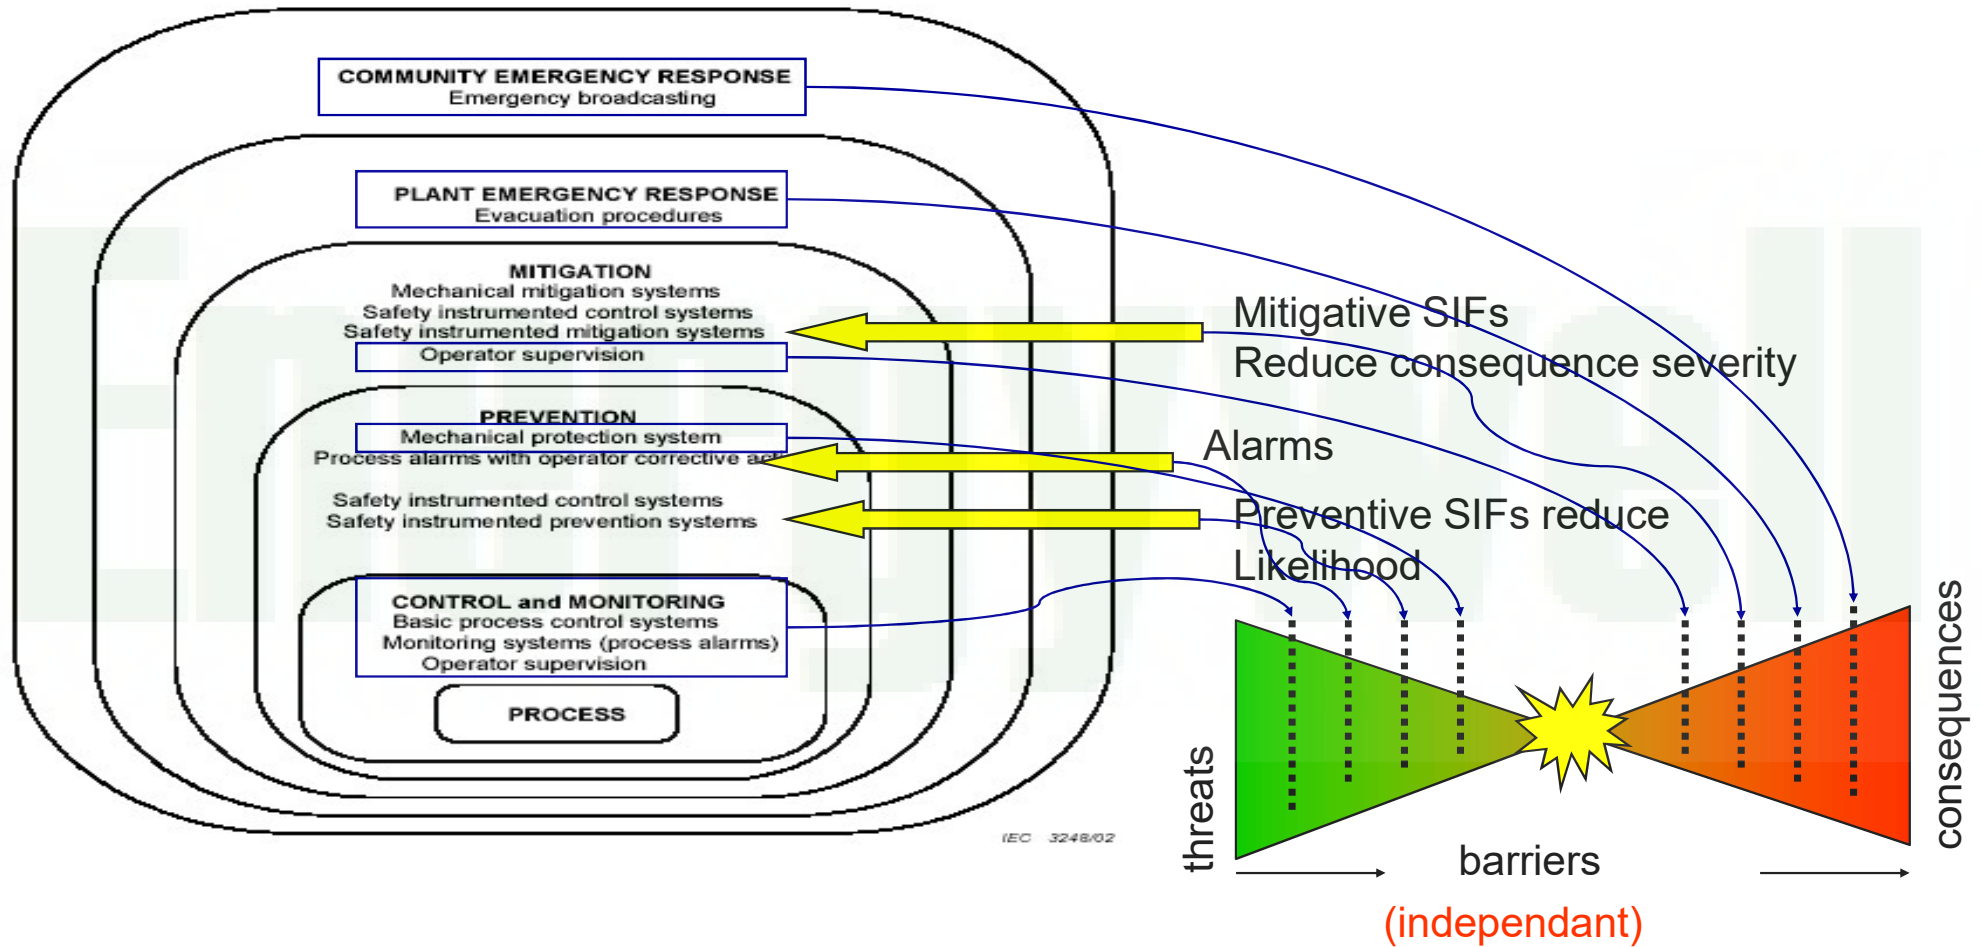 COMMUNITY EMERGENCY RESPONSE
Emergency broadcasting
PLANT EMERGENCY RESPONSE
Evacuation procedures
MITIGATION
Mechanical mitigation systems
Safety instrumented control systems
Safety instrumented mitigation systems
Operator supervision
PREVENTION
Mechanical protection system
Process alarms with operator corrective act
Safety instrumented control systems
Safety instrumented prevention systems
CONTROL and MONITORING
Basic process control systems
Monitoring systems (process alarms)
Operator supervision
PROCESS
IEC 3248/02
Mitigative SIFs
Reduce consequence severity
Alarms
Preventive SIFs reduce
Likelihood
threats
consequences
barriers
(independant)